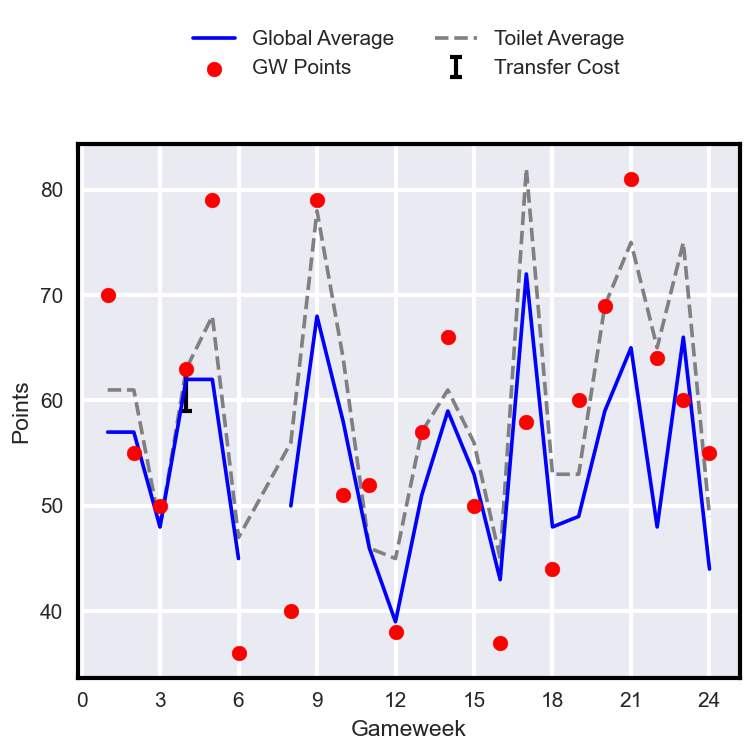 Global Average
Toilet Average
GW Points
Transfer Cost
80
70
60
50
40
Points
0 3 6 9 12 15 18 21 24
Gameweek